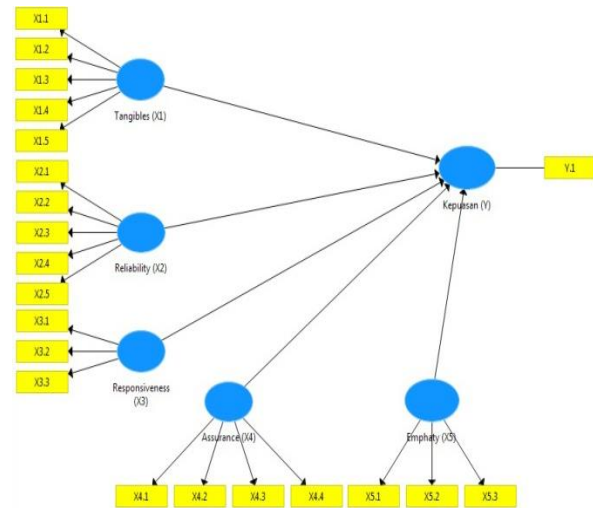 X1.1
X1.2
X1.3
X1.4
X1.5
Tangibles (X1)
X2.1
X2.2
X2.3
X2.4
X2.5
Reliability (X2)
X3.1
X3.2
X3.3
Responsiveness
(X3)
Kepuasan (Y)
Y.1
Assurance (X4)
Emphaty (X5)
X4.1
X4.2
X4.3
X4.4
X5.1
X5.2
X5.3